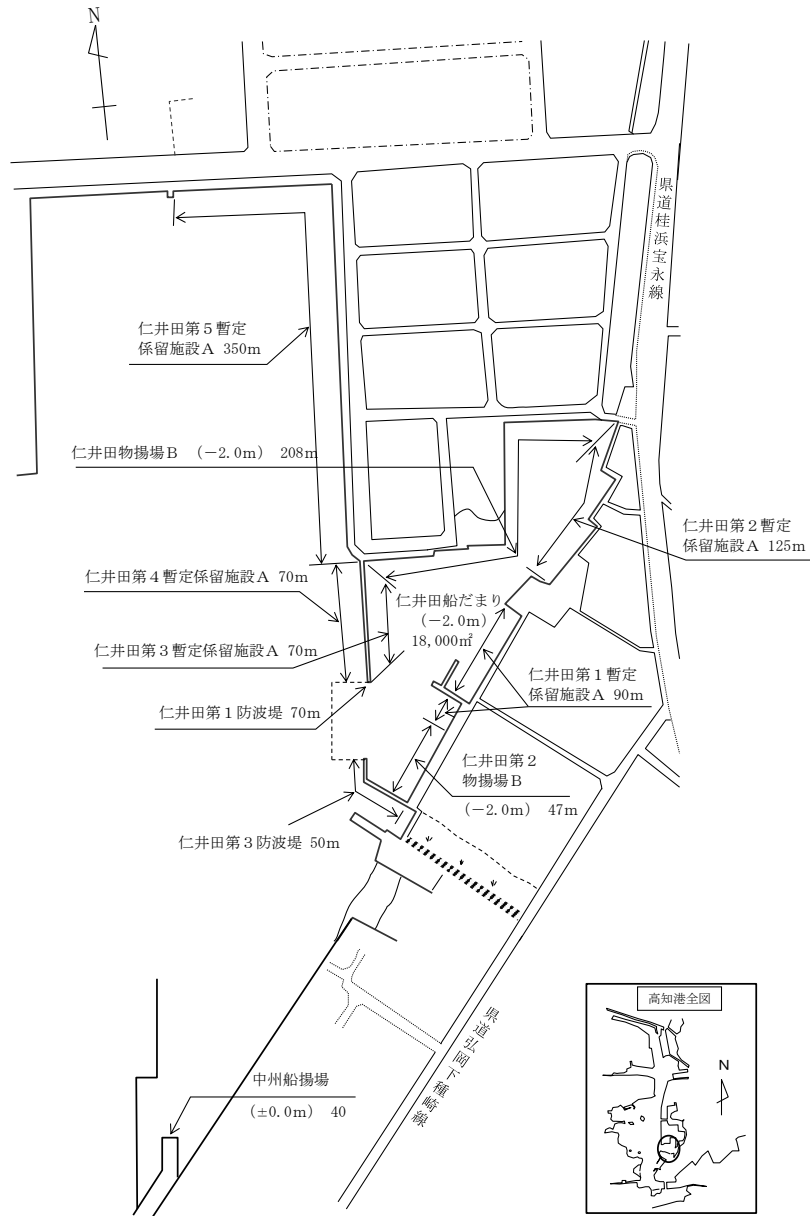 N
県道桂浜宝永線
仁井田第５暫定
係留施設Ａ 350m
仁井田物揚場Ｂ （−2.0m） 208m
仁井田第２暫定
係留施設Ａ 125m
仁井田第４暫定係留施設Ａ 70m
仁井田船だまり
（−2.0m）
18,000㎡
仁井田第３暫定係留施設Ａ 70m
仁井田第１暫定
係留施設Ａ 90m
仁井田第１防波堤 70m
仁井田第２
物揚場Ｂ
（−2.0m） 47m
仁井田第３防波堤 50m
県道弘岡下種崎線
中州船揚場
（±0.0m） 40
高知港全図
N